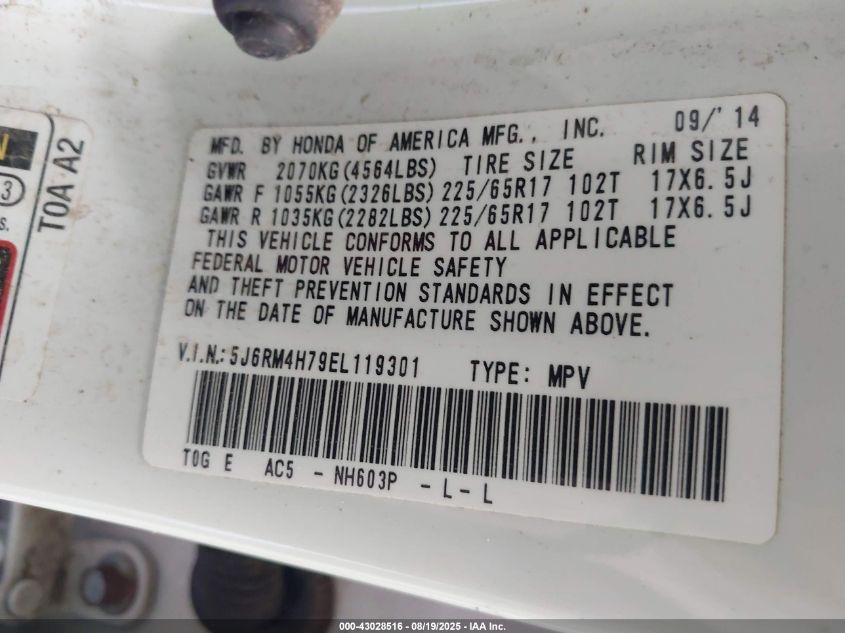 MFD. BY HONDA OF AMERICA MFG., INC. 09/'14
GVWR 2070KG(4564LBS) TIRE SIZE RIM SIZE
GAWR F 1055KG(2326LBS) 225/65R17 102T 17X6.5J
GAWR R 1035KG(2282LBS) 225/65R17 102T 17X6.5J
THIS VEHICLE CONFORMS TO ALL APPLICABLE
FEDERAL MOTOR VEHICLE SAFETY
AND THEFT PREVENTION STANDARDS IN EFFECT
ON THE DATE OF MANUFACTURE SHOWN ABOVE.
V.I.N.: 5J6RM4H79EL119301 TYPE: MPV
T0G E AC5 - NH603P - L - L
T0A A2
N
3
S.
000-43028516 - 08/19/2025 - IAA Inc.